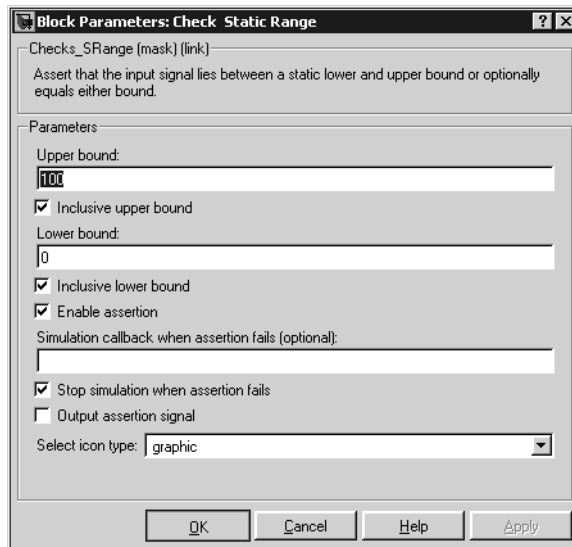 Block Parameters: Check Static Range
Checks_SRange (mask) (link)
Assert that the input signal lies between a static lower and upper bound or optionally
equals either bound.
Parameters
Upper bound:
100
Inclusive upper bound
Lower bound:
0
Inclusive lower bound
Enable assertion
Simulation callback when assertion fails (optional):
Stop simulation when assertion fails
Output assertion signal
Select icon type: graphic
OK Cancel Help Apply